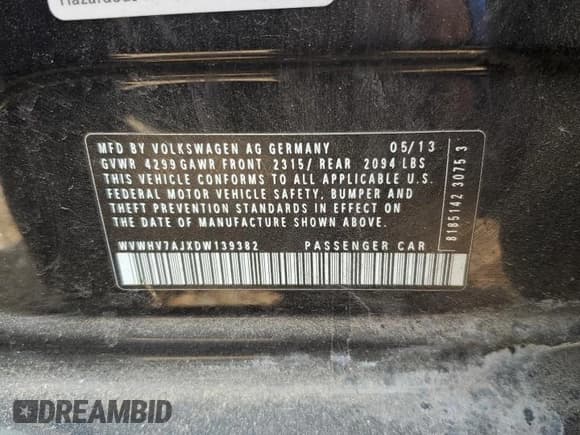 MFD BY VOLKSWAGEN AG GERMANY 05/13
GVWR 4299 GAWR FRONT 2315/ REAR 2094 LBS
THIS VEHICLE CONFORMS TO ALL APPLICABLE U.S.
FEDERAL MOTOR VEHICLE SAFETY, BUMPER AND
THEFT PREVENTION STANDARDS IN EFFECT ON
THE DATE OF MANUFACTURE SHOWN ABOVE.
WVWHV7AJXDW139382 PASSENGER CAR
8185142 3075 3
DREAMBID